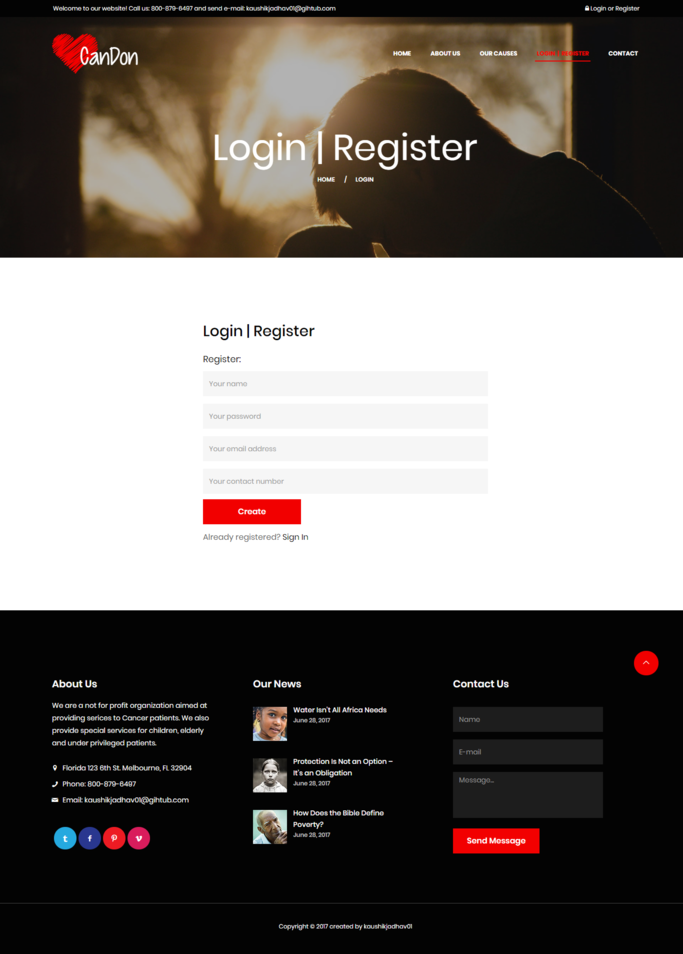 Welcome to our website! Call us: 800-879-6497 and send e-mail: kaushikjadhav01@gihtub.com
Login or Register
CanDon
HOME
ABOUT US
OUR CAUSES
LOGIN | REGISTER
CONTACT
Login | Register
HOME / LOGIN
Login | Register
Register:
Your name
Your password
Your email address
Your contact number
Create
Already registered? Sign In
About Us
We are a not for profit organization aimed at
providing serices to Cancer patients. We also
provide special services for children, elderly
and under privileged patients.
Florida 123 6th St. Melbourne, FL 32904
Phone: 800-879-6497
Email: kaushikjadhav01@gihtub.com
Our News
Water Isn't All Africa Needs
June 28, 2017
Protection Is Not an Option –
It's an Obligation
June 28, 2017
How Does the Bible Define
Poverty?
June 28, 2017
Contact Us
Name
E-mail
Message...
Send Message
Copyright © 2017 created by kaushikjadhav01